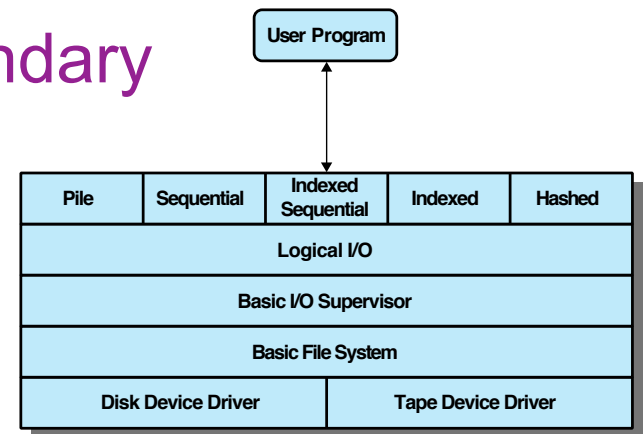 ndary
User Program
Pile
Sequential
Indexed
Sequential
Indexed
Hashed
Logical I/O
Basic I/O Supervisor
Basic File System
Disk Device Driver
Tape Device Driver